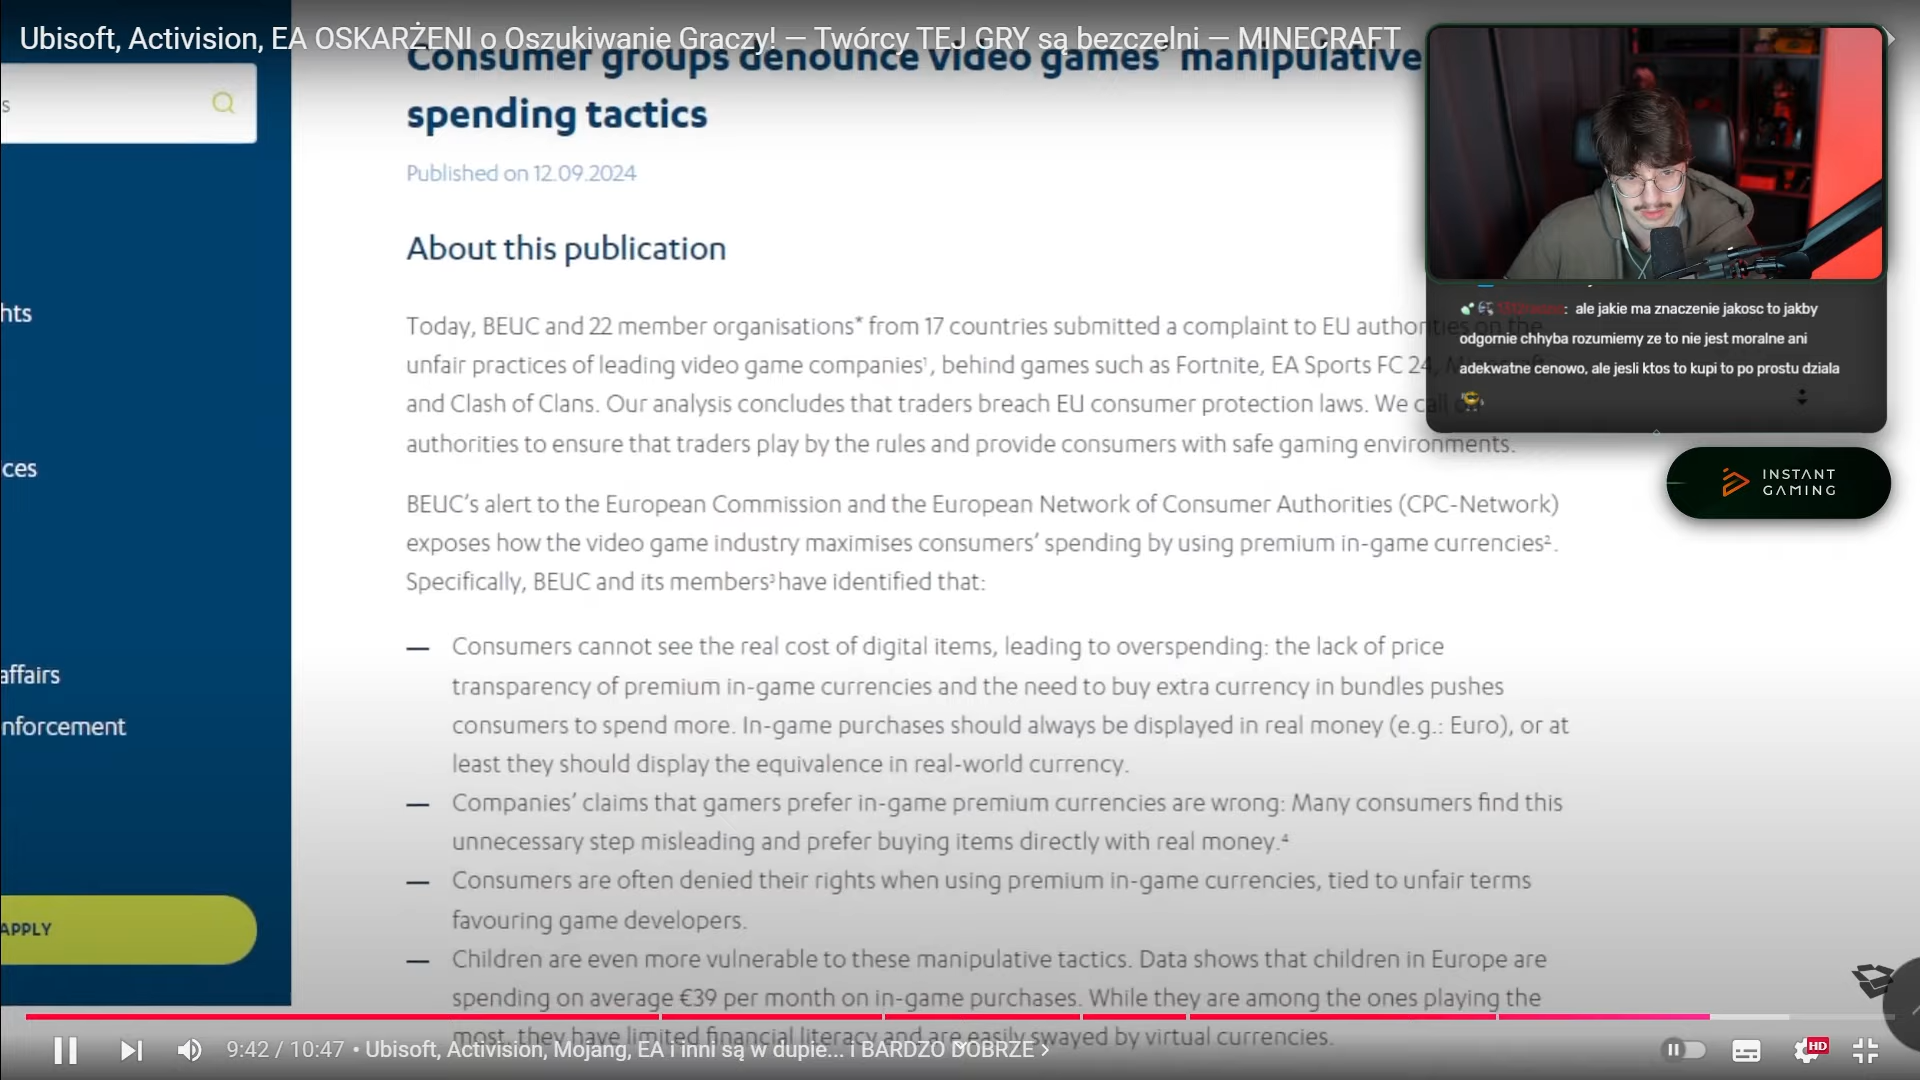 Ubisoft, Activision, EA OSKARŻENI o Oszukiwanie Graczy! — Twórcy TEJ GRY są bezczelni — MINECRAFT
Consumer groups denounce video games' manipulative
spending tactics
s
Published on 12.09.2024
About this publication
hts
Today, BEUC and 22 member organisations* from 17 countries submitted a complaint to EU authorities on the
unfair practices of leading video game companies¹, behind games such as Fortnite, EA Sports FC 24, Minecraft
and Clash of Clans. Our analysis concludes that traders breach EU consumer protection laws. We call on
authorities to ensure that traders play by the rules and provide consumers with safe gaming environments.
: ale jakie ma znaczenie jakosc to jakby
odgornie chhyba rozumiemy ze to nie jest moralne ani
adekwatne cenowo, ale jesli ktos to kupi to po prostu dziala
INSTANT
GAMING
ces
BEUC's alert to the European Commission and the European Network of Consumer Authorities (CPC-Network)
exposes how the video game industry maximises consumers' spending by using premium in-game currencies².
Specifically, BEUC and its members³have identified that:
affairs
nforcement
— Consumers cannot see the real cost of digital items, leading to overspending: the lack of price
transparency of premium in-game currencies and the need to buy extra currency in bundles pushes
consumers to spend more. In-game purchases should always be displayed in real money (e.g.: Euro), or at
least they should display the equivalence in real-world currency.
— Companies' claims that gamers prefer in-game premium currencies are wrong: Many consumers find this
unnecessary step misleading and prefer buying items directly with real money.⁴
— Consumers are often denied their rights when using premium in-game currencies, tied to unfair terms
favouring game developers.
APPLY
— Children are even more vulnerable to these manipulative tactics. Data shows that children in Europe are
spending on average €39 per month on in-game purchases. While they are among the ones playing the
most, they have limited financial literacy and are easily swayed by virtual currencies.
9:42 / 10:47 • Ubisoft, Activision, Mojang, EA i inni są w dupie... i BARDZO DOBRZE >
HD